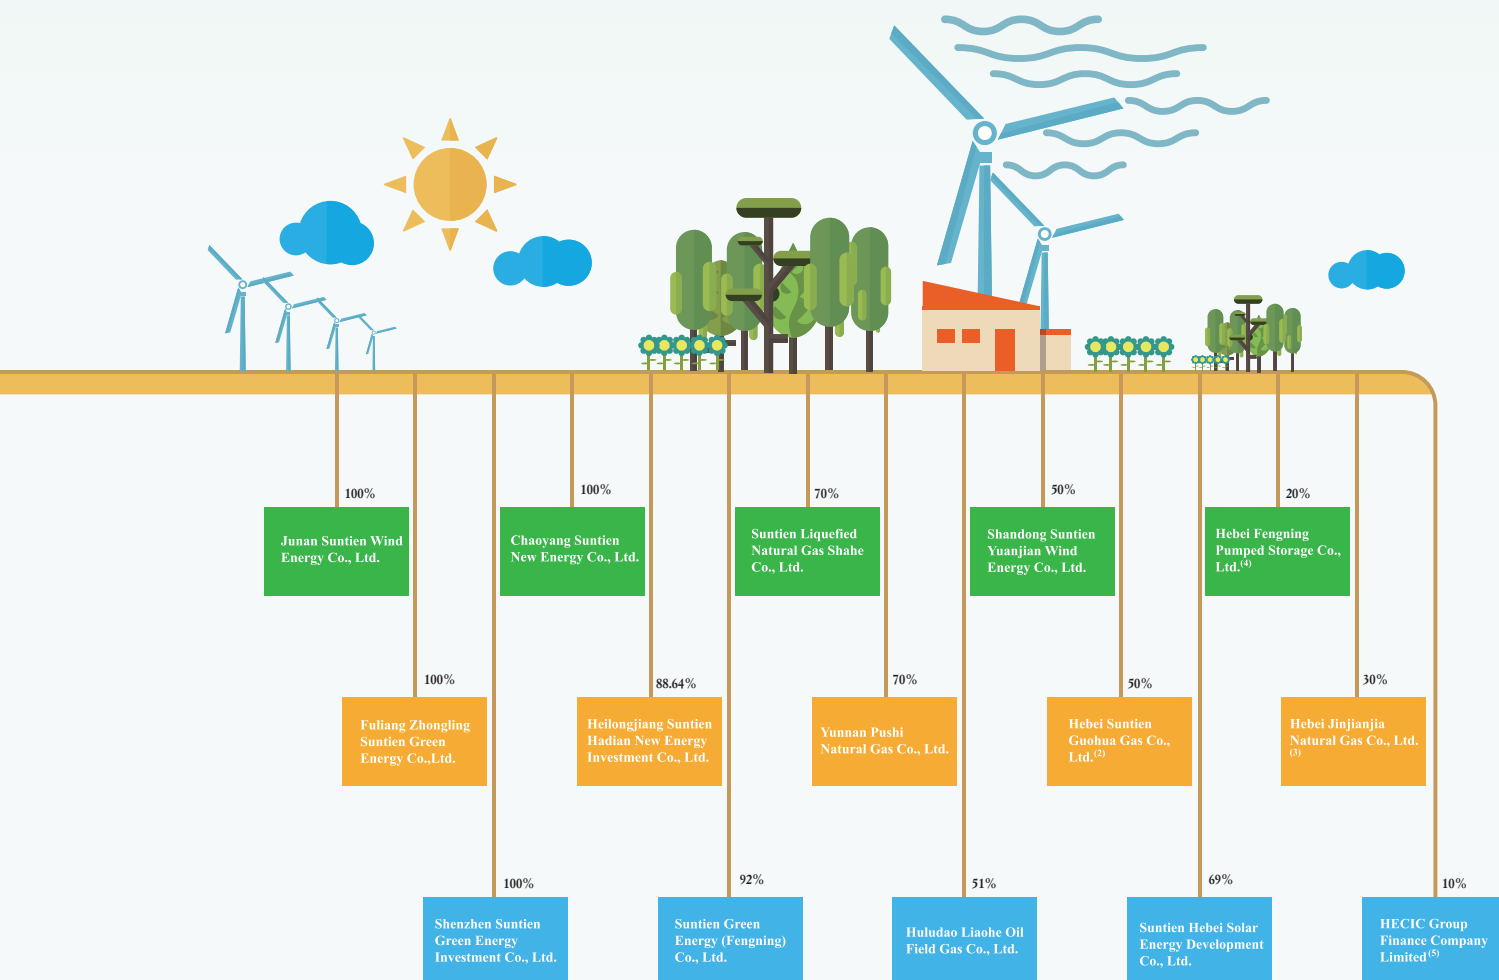 100%
Junan Suntien Wind
Energy Co., Ltd.
100%
Chaoyang Suntien
New Energy Co., Ltd.
70%
Suntien Liquefied
Natural Gas Shahe
Co., Ltd.
50%
Shandong Suntien
Yuanjian Wind
Energy Co., Ltd.
20%
Hebei Fengning
Pumped Storage Co.,
Ltd.(4)
100%
Fuliang Zhongling
Suntien Green
Energy Co.,Ltd.
88.64%
Heilongjiang Suntien
Hadian New Energy
Investment Co., Ltd.
70%
Yunnan Pushi
Natural Gas Co., Ltd.
50%
Hebei Suntien
Guohua Gas Co.,
Ltd.(2)
30%
Hebei Jinjianjia
Natural Gas Co., Ltd.
(3)
100%
Shenzhen Suntien
Green Energy
Investment Co., Ltd.
92%
Suntien Green
Energy (Fengning)
Co., Ltd.
51%
Huludao Liaohe Oil
Field Gas Co., Ltd.
69%
Suntien Hebei Solar
Energy Development
Co., Ltd.
10%
HECIC Group
Finance Company
Limited(5)